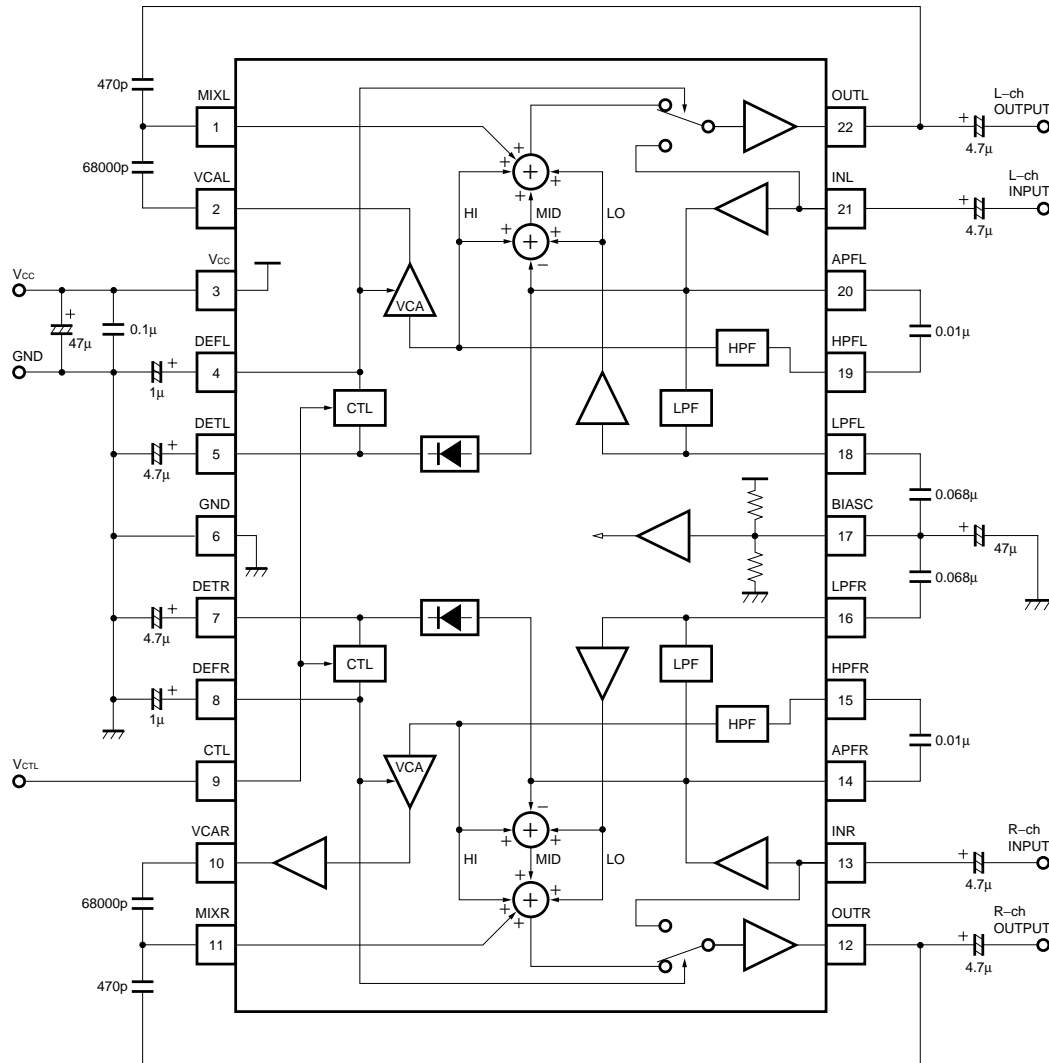 470p
MIXL
1
68000p
VCAL
2
VCC
VCC
3
+
47μ
0.1μ
GND
DEFL
+
4
1μ
DETL
+
5
4.7μ
GND
6
DETR
+
7
4.7μ
DEFR
+
8
1μ
CTL
VCTL
9
VCAR
10
68000p
MIXR
11
470p
+
+
+
+
+
+
HI
MID
LO
+
+
+
+
−
VCA
HPF
CTL
LPF
CTL
LPF
HPF
VCA
−
+
+
+
HI
MID
LO
+
+
+
+
+
+
OUTL
22
L–ch
OUTPUT
+
4.7μ
INL
21
L–ch
INPUT
+
4.7μ
APFL
20
0.01μ
HPFL
19
LPFL
18
0.068μ
BIASC
17
+
47μ
0.068μ
LPFR
16
HPFR
15
0.01μ
APFR
14
INR
13
R–ch
INPUT
+
4.7μ
OUTR
12
R–ch
OUTPUT
+
4.7μ